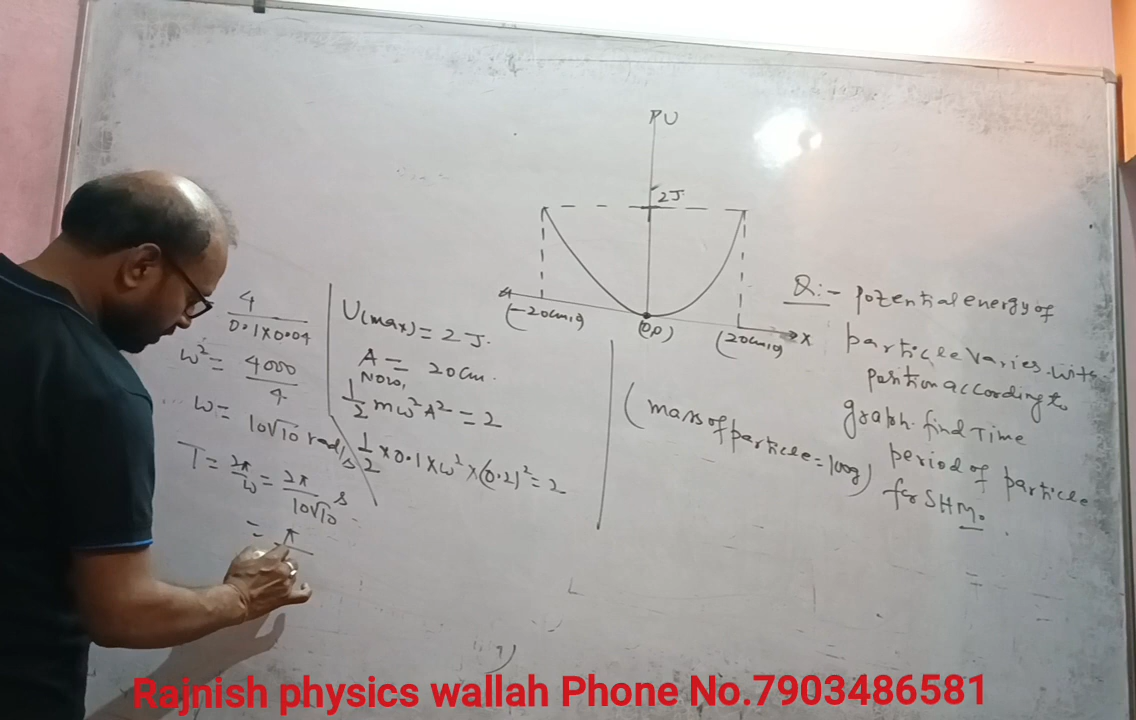 PU
2J
(-20cm,0)
(0,0)
(20cm,0)
X
Q:- potential energy of
particle varies with
position according to
graph. find Time
period of particle
for SHM.
(mass of particle = 100g)
U(max) = 2 J.
A = 20cm.
Now,
1/2 mω²A² = 2
1/2 × 0.1 × ω² × (0.2)² = 2
4/0.1×0.04
ω² = 4000/4
ω = 10√10 rad/s
T = 2π/ω = 2π/10√10 s
= π
Rajnish physics wallah Phone No.7903486581